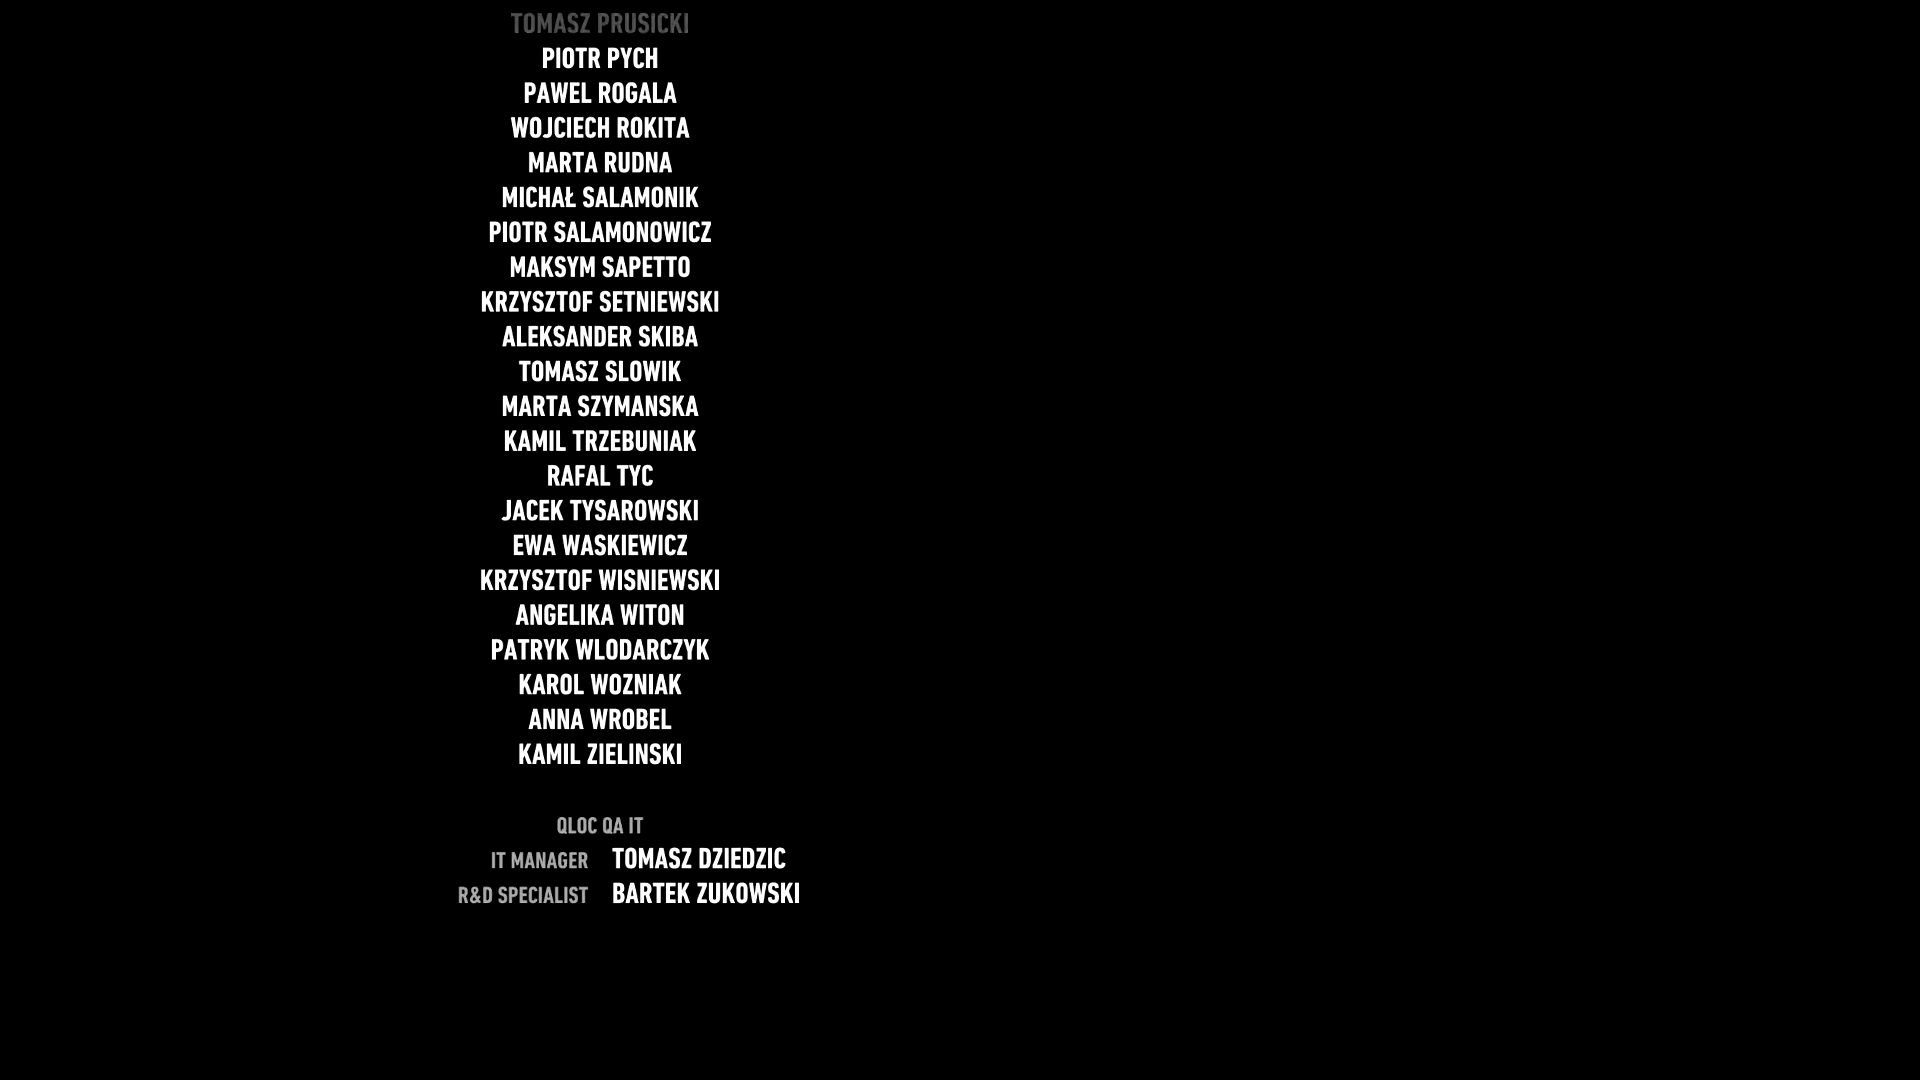 TOMASZ PRUSICKI
PIOTR PYCH
PAWEL ROGALA
WOJCIECH ROKITA
MARTA RUDNA
MICHAŁ SALAMONIK
PIOTR SALAMONOWICZ
MAKSYM SAPETTO
KRZYSZTOF SETNIEWSKI
ALEKSANDER SKIBA
TOMASZ SLOWIK
MARTA SZYMANSKA
KAMIL TRZEBUNIAK
RAFAL TYC
JACEK TYSAROWSKI
EWA WASKIEWICZ
KRZYSZTOF WISNIEWSKI
ANGELIKA WITON
PATRYK WLODARCZYK
KAROL WOZNIAK
ANNA WROBEL
KAMIL ZIELINSKI
QLOC QA IT
IT MANAGER TOMASZ DZIEDZIC
R&D SPECIALIST BARTEK ZUKOWSKI